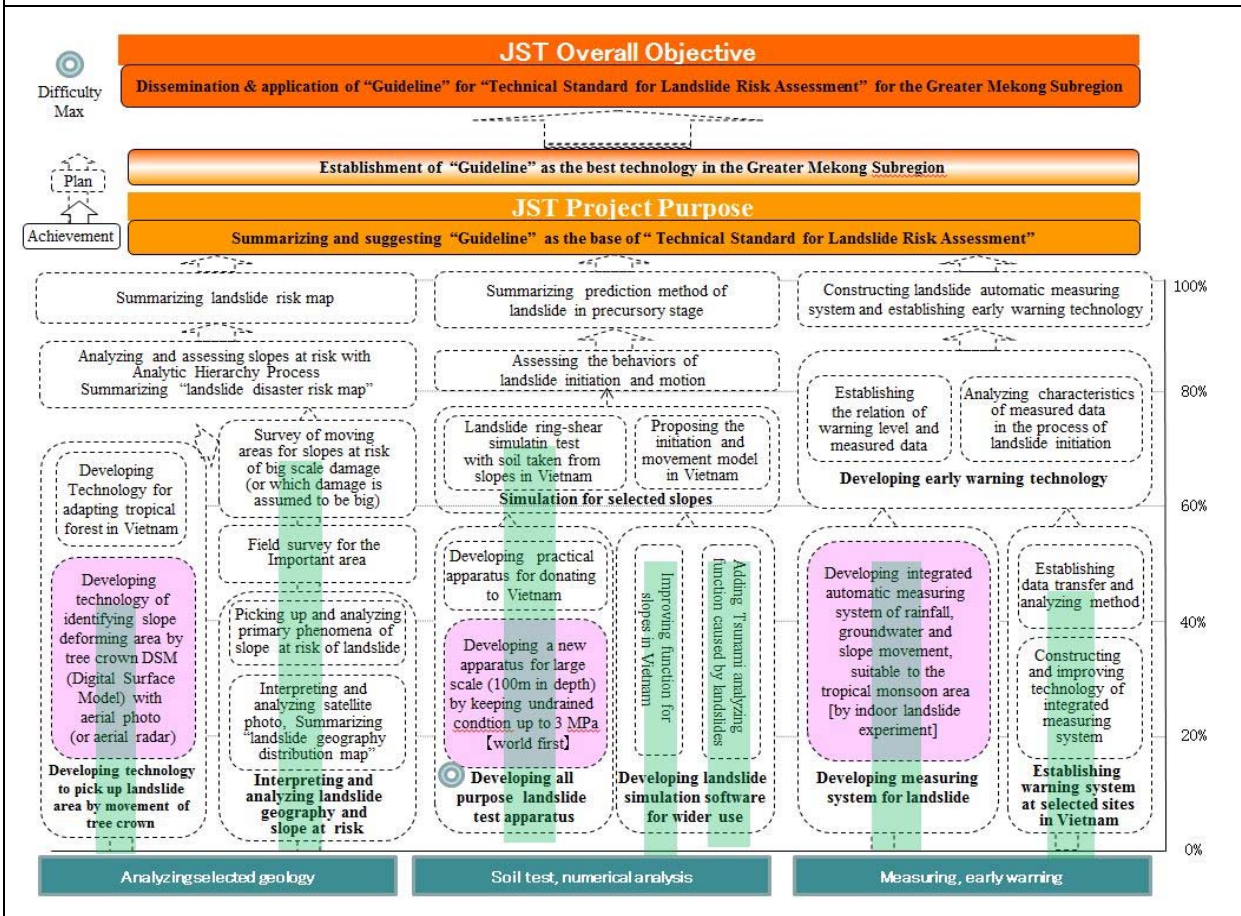 JST Overall Objective
Difficulty
Max
Dissemination & application of “Guideline” for “Technical Standard for Landslide Risk Assessment” for the Greater Mekong Subregion
Plan
Establishment of “Guideline” as the best technology in the Greater Mekong Subregion
JST Project Purpose
Achievement
Summarizing and suggesting “Guideline” as the base of “ Technical Standard for Landslide Risk Assessment”
Summarizing landslide risk map
Analyzing and assessing slopes at risk with
Analytic Hierarchy Process
Summarizing “landslide disaster risk map”
Developing
Technology for
adapting tropical
forest in Vietnam
Developing
technology of
identifying slope
deforming area by
tree crown DSM
(Digital Surface
Model) with
aerial photo
(or aerial radar)
Developing technology
to pick up landslide
area by movement of
tree crown
Survey of moving
areas for slopes at risk
of big scale damage
(or which damage is
assumed to be big)
Field survey for the
Important area
Picking up and analyzing
primary phenomena of
slope at risk of landslide
Interpreting and
analyzing satellite
photo, Summarizing
“landslide geography
distribution map”
Interpreting and
analyzing landslide
geography and
slope at risk
Analyzing selected geology
Summarizing prediction method of
landslide in precursory stage
Assessing the behaviors of
landslide initiation and motion
Landslide ring-shear
simulatin test
with soil taken from
slopes in Vietnam
Proposing the
initiation and
movement model
in Vietnam
Simulation for selected slopes
Developing practical
apparatus for donating
to Vietnam
Developing a new
apparatus for large
scale (100m in depth)
by keeping undrained
condtion up to 3 MPa
【world first】
Developing all
purpose landslide
test apparatus
Improving function for
slopes in Vietnam
Adding Tsunami analyzing
function caused by landslides
Developing landslide
simulation software
for wider use
Soil test, numerical analysis
Constructing landslide automatic measuring
system and establishing early warning technology
Establishing
the relation of
warning level and
measured data
Analyzing characteristics
of measured data
in the process of
landslide initiation
Developing early warning technology
Developing integrated
automatic measuring
system of rainfall,
groundwater and
slope movement,
suitable to the
tropical monsoon area
[by indoor landslide
experiment]
Developing measuring
system for landslide
Establishing
data transfer and
analyzing method
Constructing
and improving
technology of
integrated
measuring
system
Establishing
warning system
at selected sites
in Vietnam
Measuring, early warning
100%
80%
60%
40%
20%
0%